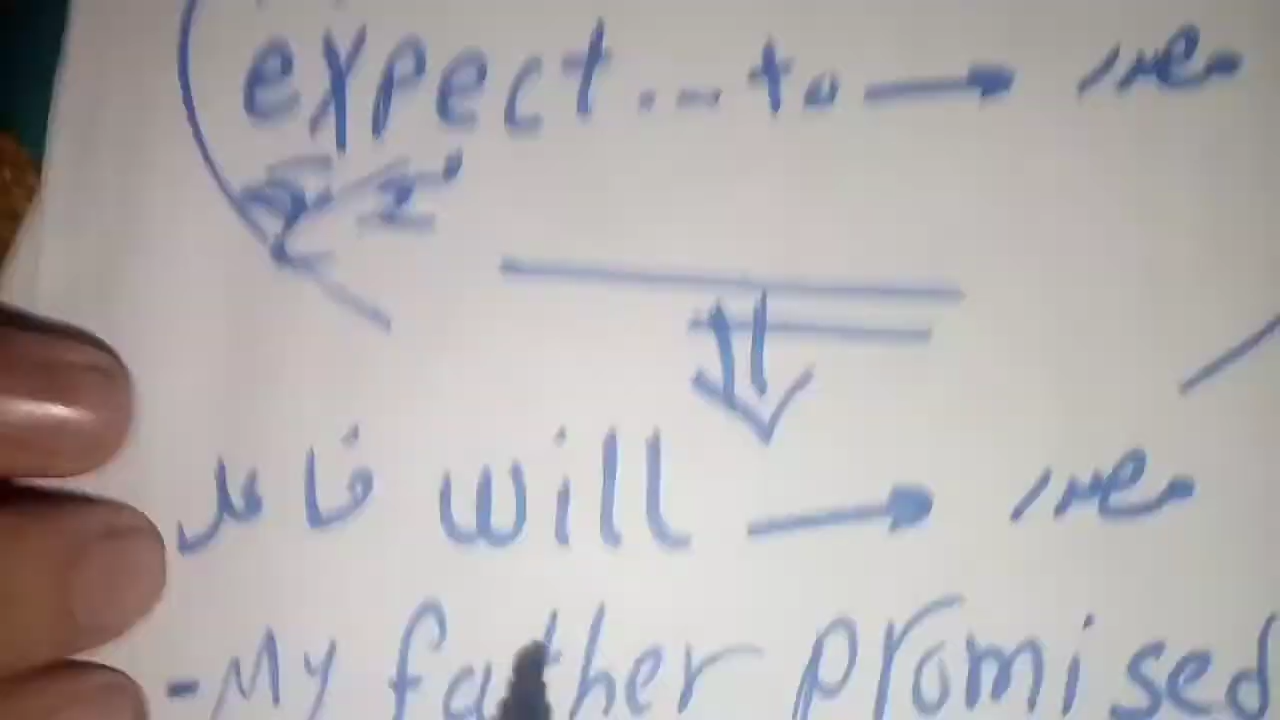 expect... to → مصدر
فاعل will → مصدر
- My father promised